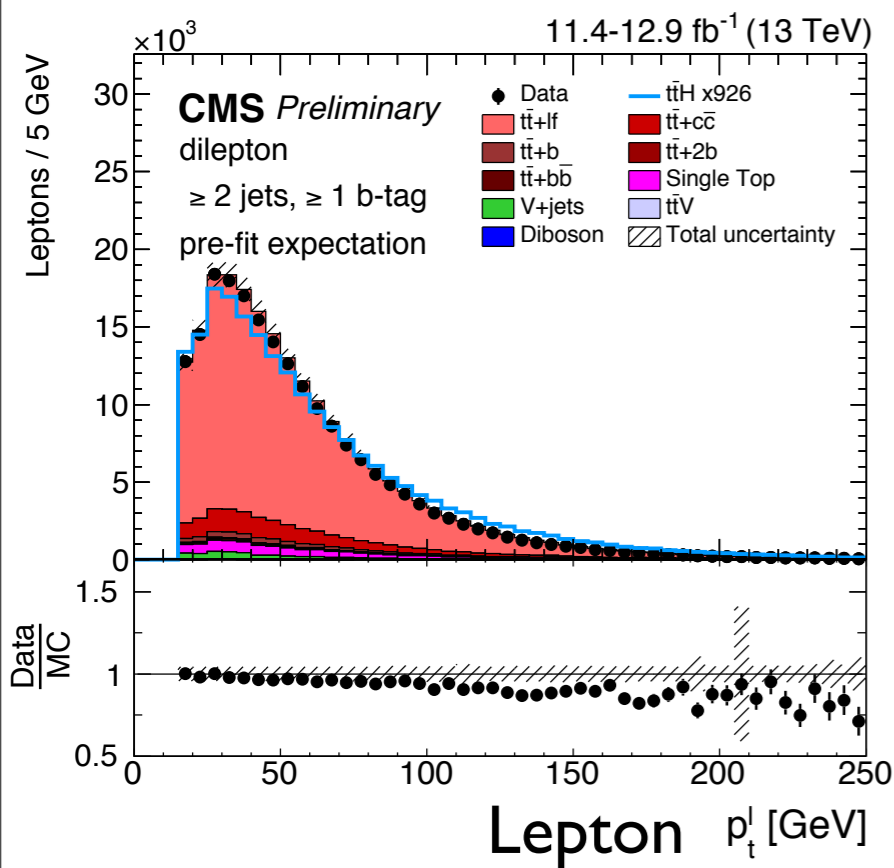 ×10³
11.4-12.9 fb⁻¹ (13 TeV)
Leptons / 5 GeV
30
25
20
15
10
5
0
CMS Preliminary
dilepton
≥ 2 jets, ≥ 1 b-tag
pre-fit expectation
Data
tt̄H x926
tt̄+lf
tt̄+cc̄
tt̄+b
tt̄+2b
tt̄+bb̄
Single Top
V+jets
tt̄V
Diboson
Total uncertainty
Data
MC
1.5
1
0.5
0 50 100 150 200 250
Lepton pₜˡ [GeV]